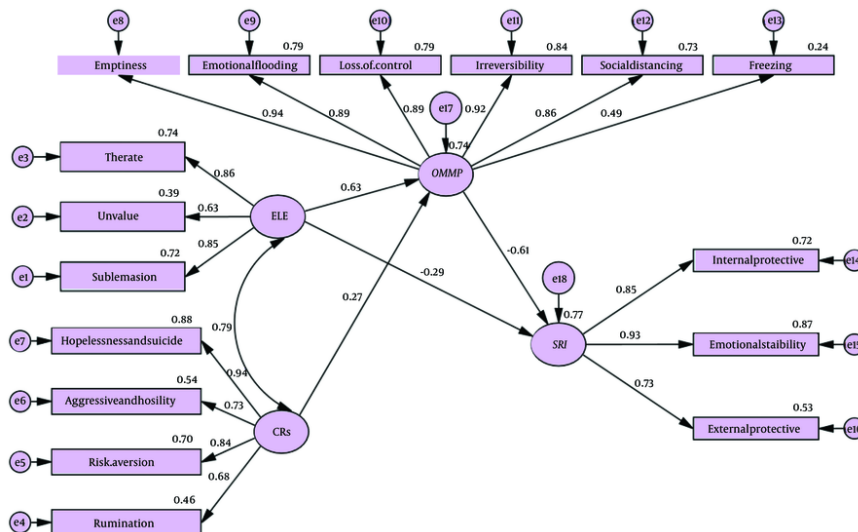 e8 e9 e10 e11 e12 e13
0.79 0.79 0.84 0.73 0.24
Emptiness Emotionalflooding Loss.of.control Irreversibility Socialdistancing Freezing
0.94 0.89 0.89 0.92 0.86 0.49
e17
0.74
OMMP
0.74
e3 Therate
0.86
0.39
e2 Unvalue 0.63 ELE 0.63
0.72
e1 Sublemasion 0.85
-0.29
-0.61
0.27
0.79
e18
0.77
SRI
0.72
Internalprotective e14
0.85
0.87
0.93 Emotionalstaibility
0.53
0.73 Externalprotective
0.88
e7 Hopelessnessandsuicide
0.94
0.54
e6 Aggressiveandhosility 0.73
CRs
0.70
e5 Risk.aversion 0.84
0.46
e4 Rumination 0.68